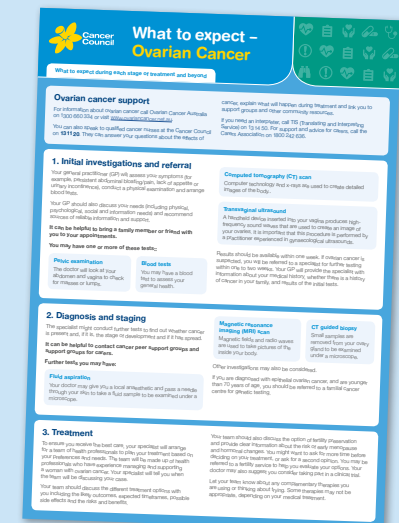 Cancer
Council
What to expect –
Ovarian Cancer
What to expect during each stage of treatment and beyond
Ovarian cancer support
For information about ovarian cancer call Ovarian Cancer Australia
on 1300 660 334 or visit www.ovariancancer.net.au
You can also speak to qualified cancer nurses at the Cancer Council
on 13 11 20. They can answer your questions about the effects of
cancer, explain what will happen during treatment and link you to
support groups and other community resources.
If you need an interpreter, call TIS (Translating and Interpreting
Service) on 13 14 50. For support and advice for carers, call the
Carers Association on 1800 242 636.
1. Initial investigations and referral
Your general practitioner (GP) will assess your symptoms (for
example, persistent abdominal bloating/pain, lack of appetite or
urinary incontinence), conduct a physical examination and arrange
blood tests.
Your GP should also discuss your needs (including physical,
psychological, social and information needs) and recommend
sources of reliable information and support.
It can be helpful to bring a family member or friend with
you to your appointments.
You may have one or more of these tests:
Pelvic examination
The doctor will look at your
abdomen and vagina to check
for masses or lumps.
Blood tests
You may have a blood
test to assess your
general health.
Computed tomography (CT) scan
Computer technology and x-rays are used to create detailed
images of the body.
Transvaginal ultrasound
A handheld device inserted into your vagina produces high-
frequency sound waves that are used to create an image of
your ovaries. It is important that this procedure is performed by
a practitioner experienced in gynaecological ultrasounds.
Results should be available within one week. If ovarian cancer is
suspected, you will be referred to a specialist for further testing
within one to two weeks. Your GP will provide the specialist with
information about your medical history, whether there is a history
of cancer in your family, and results of the initial tests.
2. Diagnosis and staging
The specialist might conduct further tests to find out whether cancer
is present and, if it is, the stage of development and if it has spread.
It can be helpful to contact cancer peer support groups and
support groups for carers.
Further tests you may have:
Fluid aspiration
Your doctor may give you a local anaesthetic and pass a needle
through your skin to take a fluid sample to be examined under a
microscope.
Magnetic resonance
imaging (MRI) scan
Magnetic fields and radio waves
are used to take pictures of the
inside your body.
CT guided biopsy
Small samples are
removed from your ovary
to be examined
under a microscope.
Other investigations may also be considered.
If you are diagnosed with epithelial ovarian cancer, and are younger
than 70 years of age, you should be referred to a familial cancer
centre for genetic testing.
3. Treatment
To ensure you receive the best care, your specialist will arrange
for a team of health professionals to plan your treatment based on
your preferences and needs. The team will be made up of health
professionals who have experience managing and supporting
a women with ovarian cancer. Your specialist will tell you when
the team will be discussing your case.
Your team should discuss the different treatment options with
you including the likely outcomes, expected timeframes, possible
side effects and the risks and benefits.
Your team should also discuss the option of fertility preservation
and provide clear information about the risk of early menopause
and hormonal changes. You might want to ask for more time before
deciding on your treatment, or ask for a second opinion. You may be
referred to a fertility service to help you evaluate your options. Your
doctor may also suggest you consider taking part in a clinical trial.
Let your team know about any complementary therapies you
are using or thinking about trying. Some therapies may not be
appropriate, depending on your medical treatment.